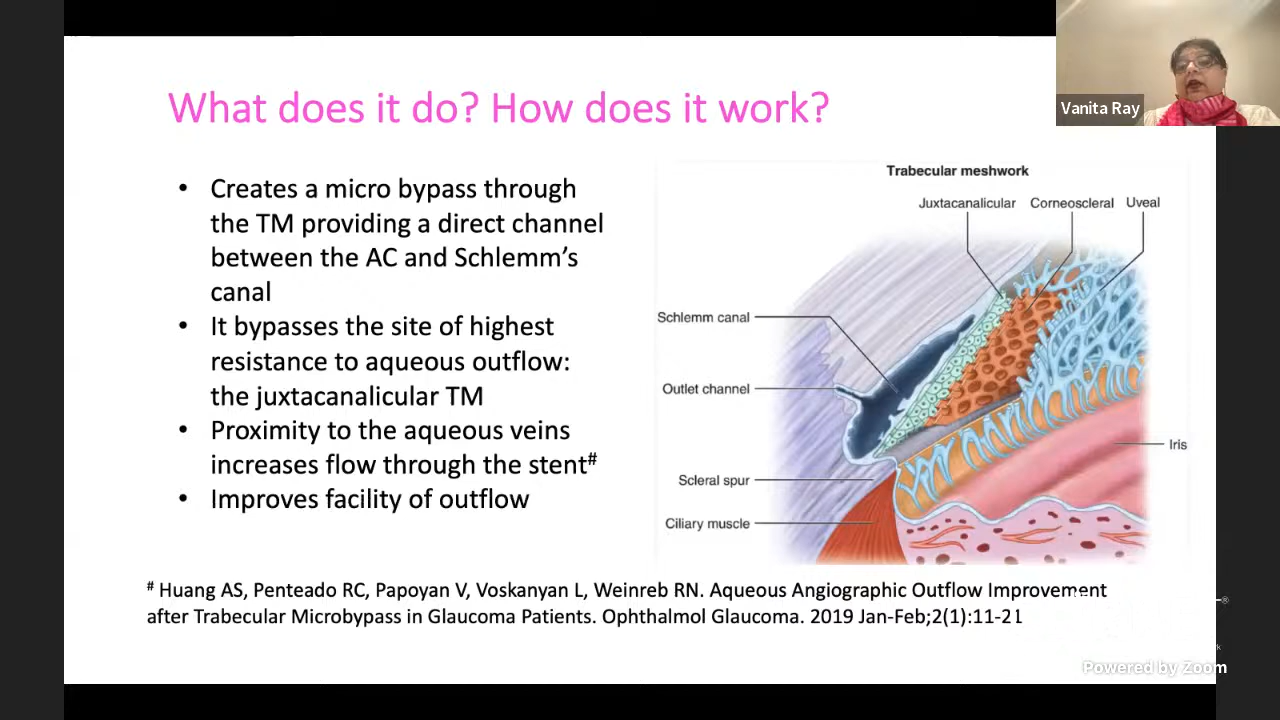 What does it do? How does it work?
Vanita Ray
• Creates a micro bypass through
the TM providing a direct channel
between the AC and Schlemm’s
canal
• It bypasses the site of highest
resistance to aqueous outflow:
the juxtacanalicular TM
• Proximity to the aqueous veins
increases flow through the stent#
• Improves facility of outflow
Trabecular meshwork
Juxtacanalicular Corneoscleral Uveal
Schlemm canal
Outlet channel
Iris
Scleral spur
Ciliary muscle
# Huang AS, Penteado RC, Papoyan V, Voskanyan L, Weinreb RN. Aqueous Angiographic Outflow Improvement
after Trabecular Microbypass in Glaucoma Patients. Ophthalmol Glaucoma. 2019 Jan-Feb;2(1):11-21
®
Powered by Zoom